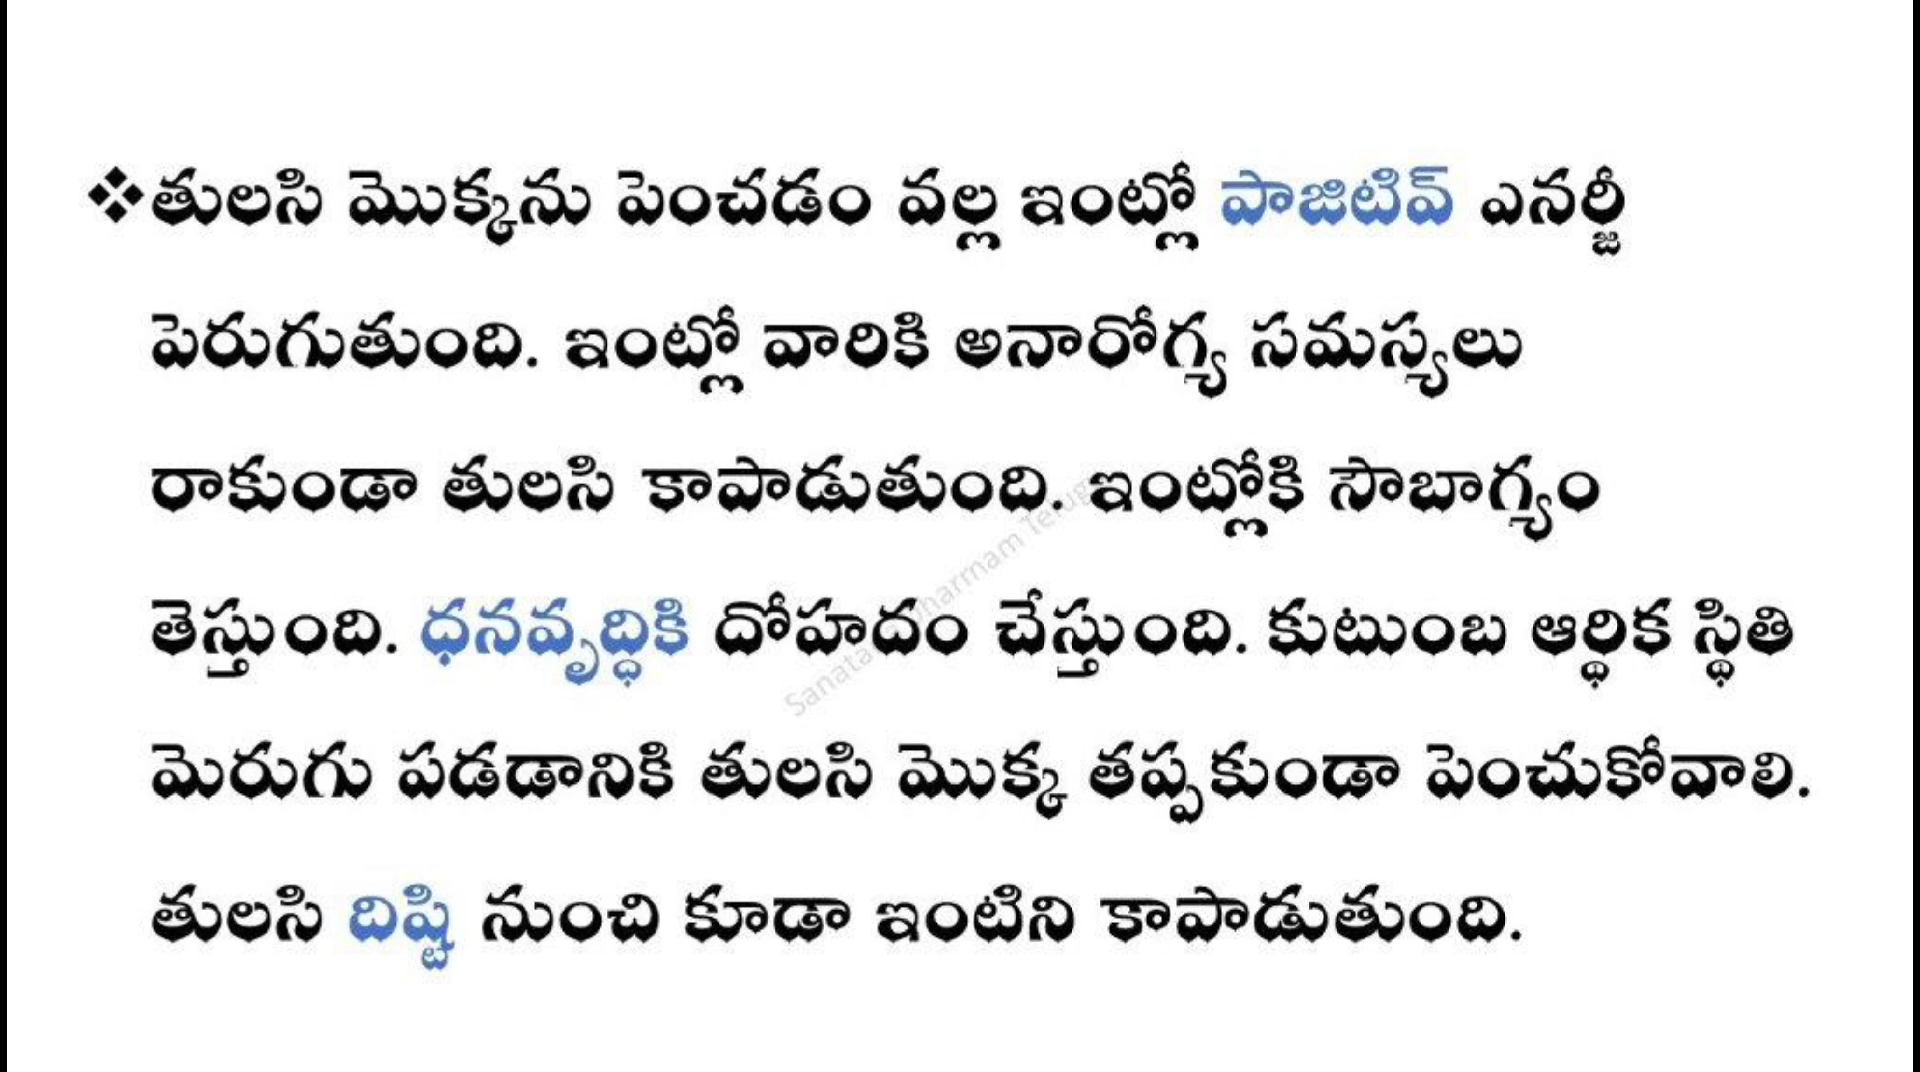 ❖తులసి మొక్కను పెంచడం వల్ల ఇంట్లో పాజిటివ్ ఎనర్జీ
పెరుగుతుంది. ఇంట్లో వారికి అనారోగ్య సమస్యలు
రాకుండా తులసి కాపాడుతుంది. ఇంట్లోకి సౌబాగ్యం
తెస్తుంది. ధనవృద్ధికి దోహదం చేస్తుంది. కుటుంబ ఆర్థిక స్థితి
మెరుగు పడడానికి తులసి మొక్క తప్పకుండా పెంచుకోవాలి.
తులసి దిష్టి నుంచి కూడా ఇంటిని కాపాడుతుంది.